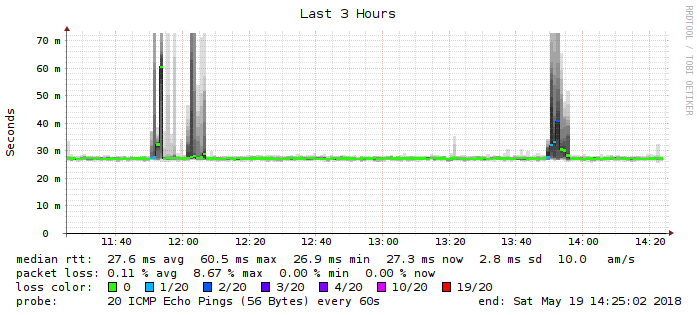 Last 3 Hours
RRDTOOL / TOBI OETIKER
Seconds
70 m
60 m
50 m
40 m
30 m
20 m
10 m
0
11:40 12:00 12:20 12:40 13:00 13:20 13:40 14:00 14:20
median rtt: 27.6 ms avg 60.5 ms max 26.9 ms min 27.3 ms now 2.8 ms sd 10.0 am/s
packet loss: 0.11 % avg 8.67 % max 0.00 % min 0.00 % now
loss color: 0 1/20 2/20 3/20 4/20 10/20 19/20
probe: 20 ICMP Echo Pings (56 Bytes) every 60s end: Sat May 19 14:25:02 2018